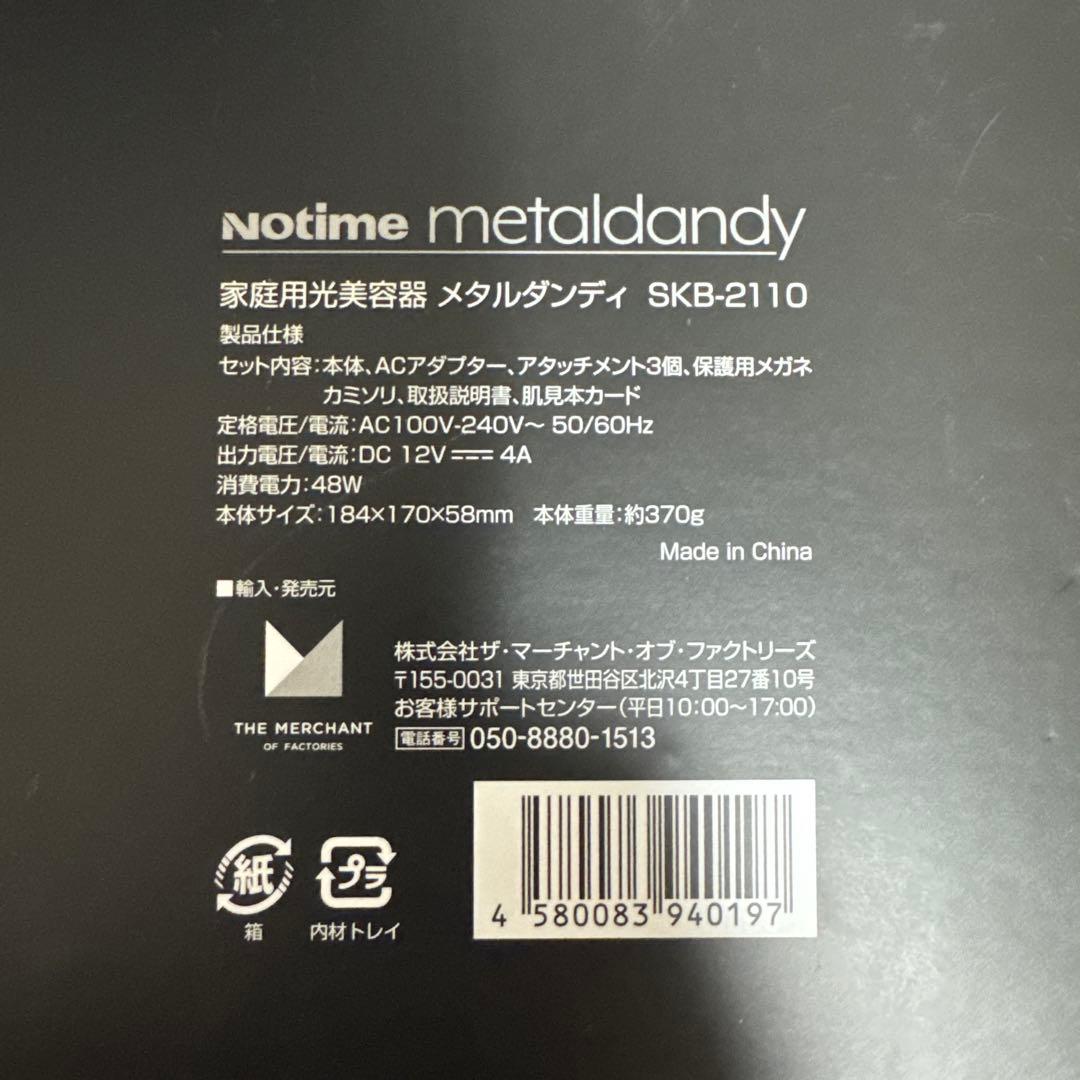 Notime metaldandy
家庭用光美容器 メタルダンディ SKB-2110
製品仕様
セット内容:本体、ACアダプター、アタッチメント3個、保護用メガネ
カミソリ、取扱説明書、肌見本カード
定格電圧/電流:AC100V-240V～ 50/60Hz
出力電圧/電流:DC 12V⎓ 4A
消費電力:48W
本体サイズ:184×170×58mm 本体重量:約370g
Made in China
■輸入・発売元
THE MERCHANT
OF FACTORIES
株式会社ザ・マーチャント・オブ・ファクトリーズ
〒155-0031 東京都世田谷区北沢4丁目27番10号
お客様サポートセンター(平日10:00～17:00)
電話番号 050-8880-1513
紙
箱
プラ
内材トレイ
4 580083 940197